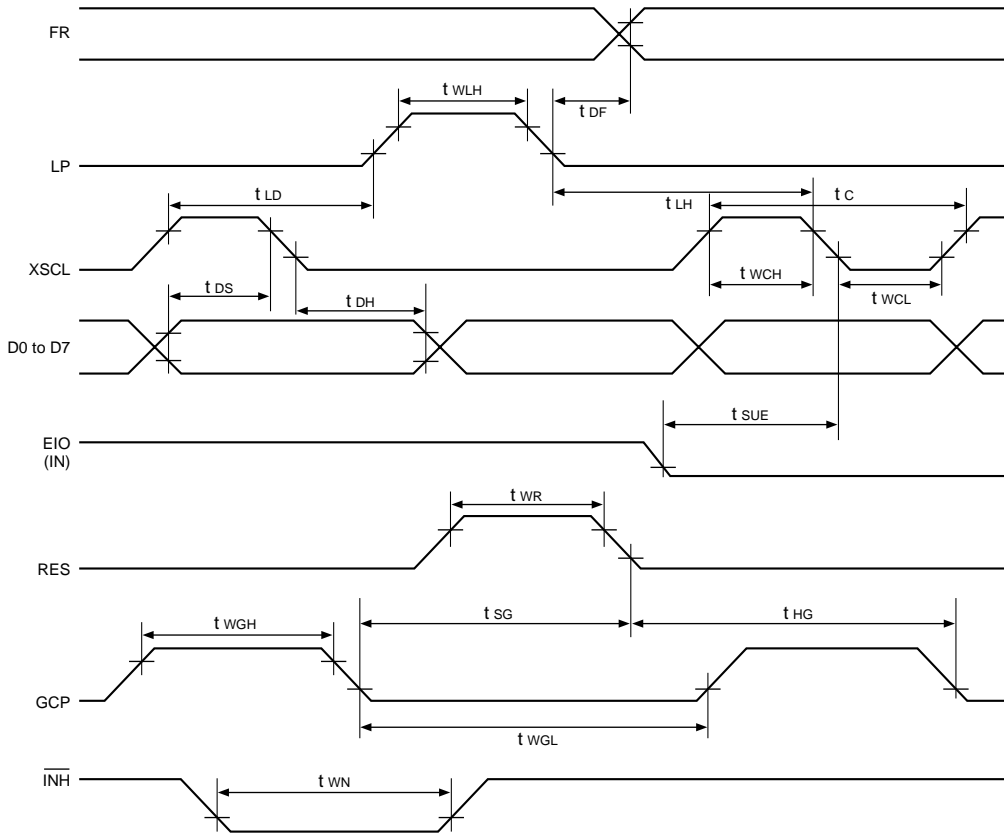 FR
t WLH
t DF
LP
t LD
t LH
t C
XSCL
t WCH
t WCL
t DS
t DH
D0 to D7
t SUE
EIO
(IN)
t WR
RES
t SG
t HG
t WGH
GCP
t WGL
INH
t WN